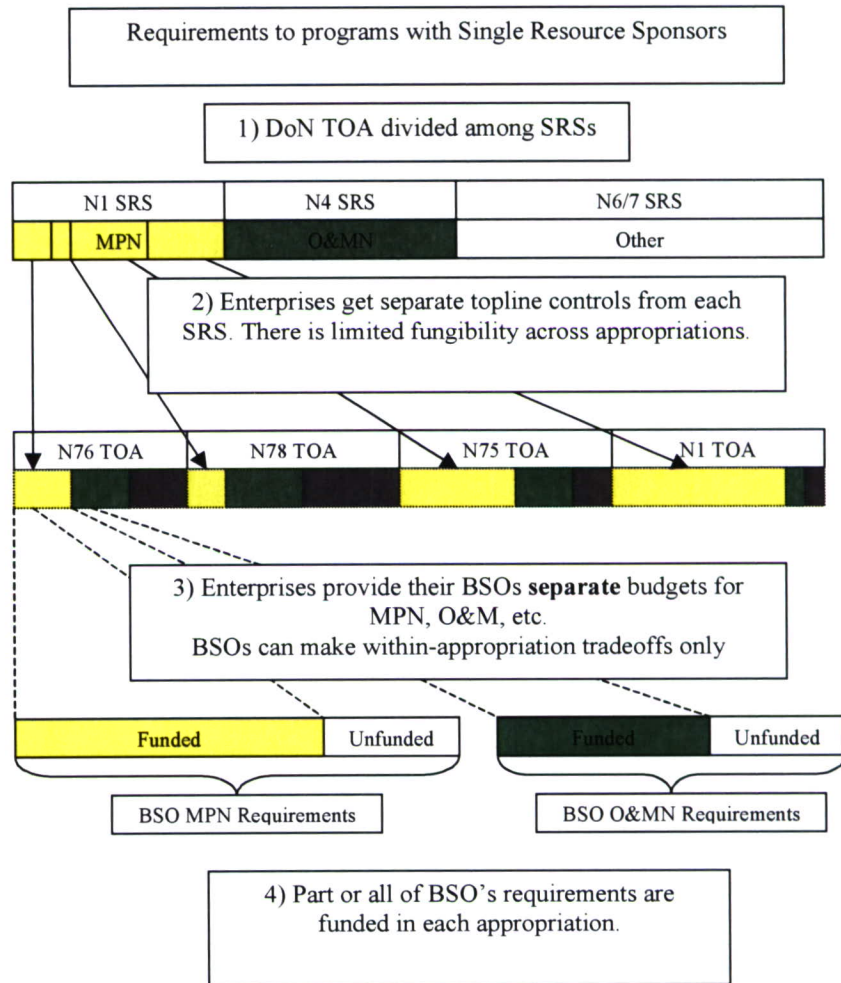 Requirements to programs with Single Resource Sponsors
1) DoN TOA divided among SRSs
N1 SRS
N4 SRS
N6/7 SRS
MPN
O&MN
Other
2) Enterprises get separate topline controls from each
SRS. There is limited fungibility across appropriations.
N76 TOA
N78 TOA
N75 TOA
N1 TOA
3) Enterprises provide their BSOs separate budgets for
MPN, O&M, etc.
BSOs can make within-appropriation tradeoffs only
Funded
Unfunded
Funded
Unfunded
BSO MPN Requirements
BSO O&MN Requirements
4) Part or all of BSO's requirements are
funded in each appropriation.